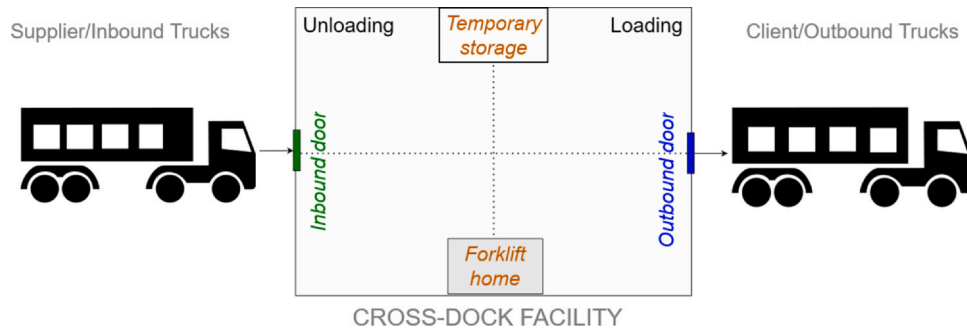 Supplier/Inbound Trucks
Unloading
Temporary
storage
Loading
Client/Outbound Trucks
Inbound door
Outbound door
Forklift
home
CROSS-DOCK FACILITY